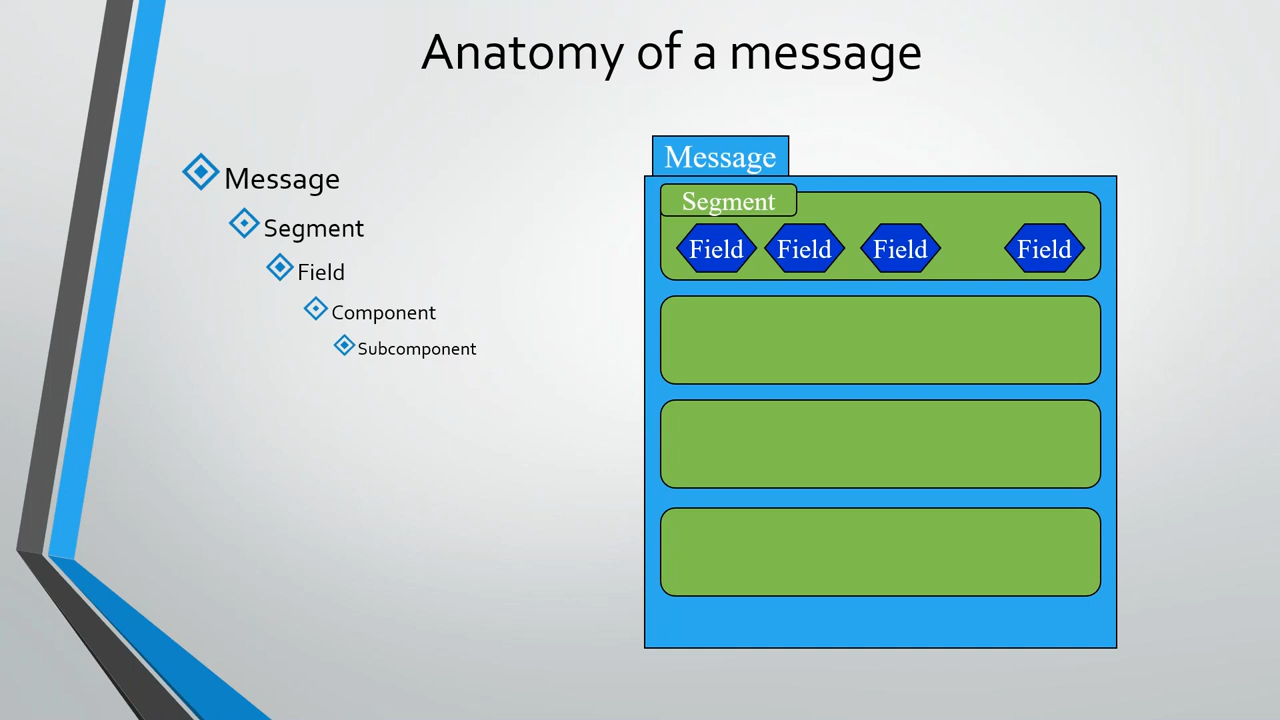 Anatomy of a message
Message
Segment
Field
Component
Subcomponent
Message
Segment
Field Field Field Field